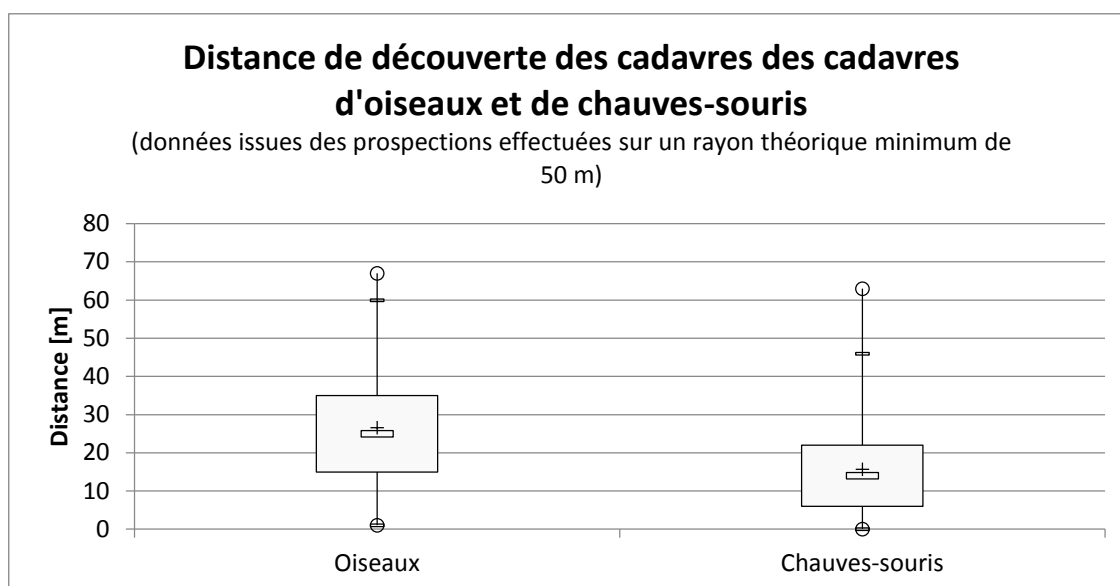 Distance de découverte des cadavres des cadavres
d'oiseaux et de chauves-souris
(données issues des prospections effectuées sur un rayon théorique minimum de
50 m)
80
70
60
50
40
30
20
10
0
Distance [m]
Oiseaux
Chauves-souris